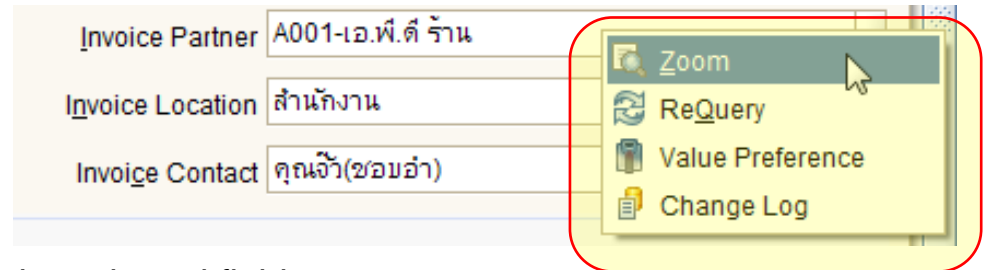 Invoice Partner A001-เอ.พี.ดี ร้าน
Zoom
Invoice Location สำนักงาน
ReQuery
Value Preference
Invoice Contact คุณจิ๋ว(ชอบอำ)
Change Log